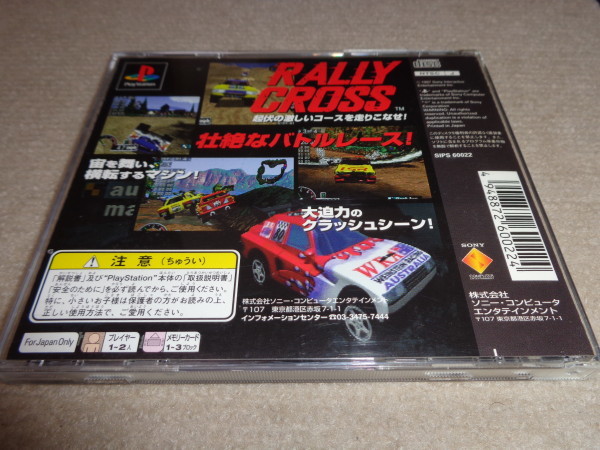 PlayStation
RALLY
CROSS™
起伏の激しいコースを走りこなせ!
壮絶なバトルレース!
宙を舞い、
横転するマシン!
大迫力の
クラッシュシーン!
注意(ちゅうい)
「解説書」及び"PlayStation"本体の「取扱説明書」
「安全のために」を必ず読んでから、ご使用ください。
特に、小さいお子様は保護者の方がお読みの上、
正しい使用方法で、ご愛用ください。
For Japan Only
プレイヤー
1-2人
メモリーカード
1-3ブロック
株式会社ソニー・コンピュータエンタテインメント
〒107 東京都港区赤坂7-1-1
インフォメーションセンター ☎03-3475-7444
AUSTRALIA
SIPS 60022
4948872600224
SONY
COMPUTER
株式会社
ソニー・コンピュータ
エンタテインメント
〒107 東京都港区赤坂7-1-1